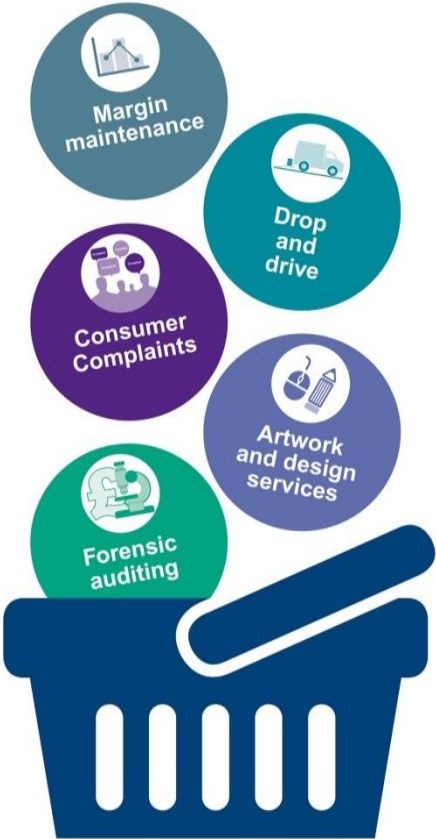 Margin
maintenance
Drop
and
drive
Consumer
Complaints
Artwork
and design
services
Forensic
auditing